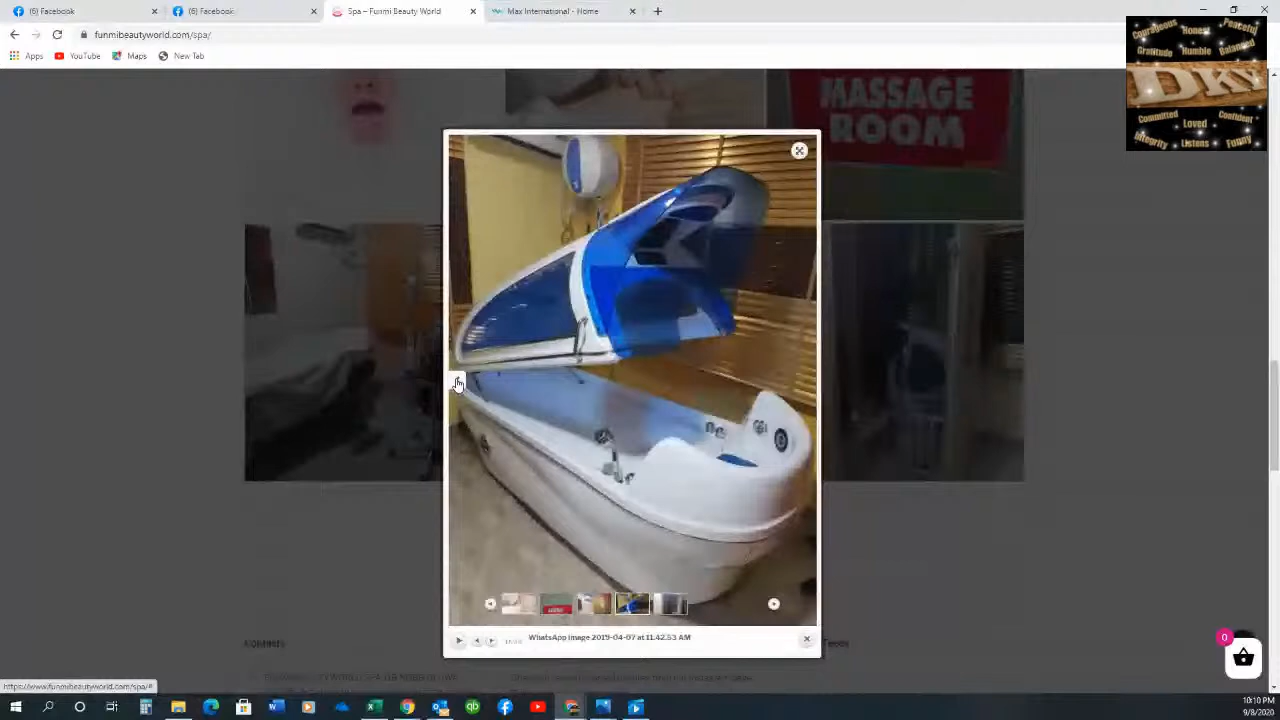 (5) Facebook
(5) Facebook
Spa – Funmi Beauty World
Max International - Home
funmibeautyworld.com/spa/
Apps
YouTube
Maps
New Tab
Courageous
Honest
Peaceful
Gratitude
Humble
Balanced
DKY
Committed
Loved
Confident
Integrity
Listens
Funny
MASSAGE
ROOM
WhatsApp Image 2019-04-07 at 11.42.53 AM
0
https://www.funmibeautyworld.com/spa/#
10:10 PM
9/8/2020